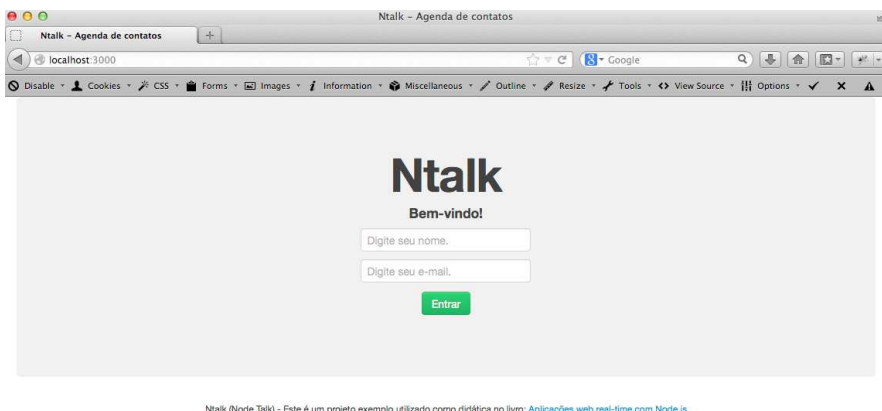 Ntalk – Agenda de contatos
Ntalk – Agenda de contatos
localhost:3000
Google
Disable Cookies CSS Forms Images Information Miscellaneous Outline Resize Tools View Source Options
Ntalk
Bem-vindo!
Digite seu nome.
Digite seu e-mail.
Entrar
Ntalk (Node Talk) - Este é um projeto exemplo utilizado como didática no livro: Aplicações web real-time com Node.js